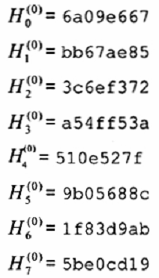 H₀⁽⁰⁾ = 6a09e667
H₁⁽⁰⁾ = bb67ae85
H₂⁽⁰⁾ = 3c6ef372
H₃⁽⁰⁾ = a54ff53a
H₄⁽⁰⁾ = 510e527f
H₅⁽⁰⁾ = 9b05688c
H₆⁽⁰⁾ = 1f83d9ab
H₇⁽⁰⁾ = 5be0cd19